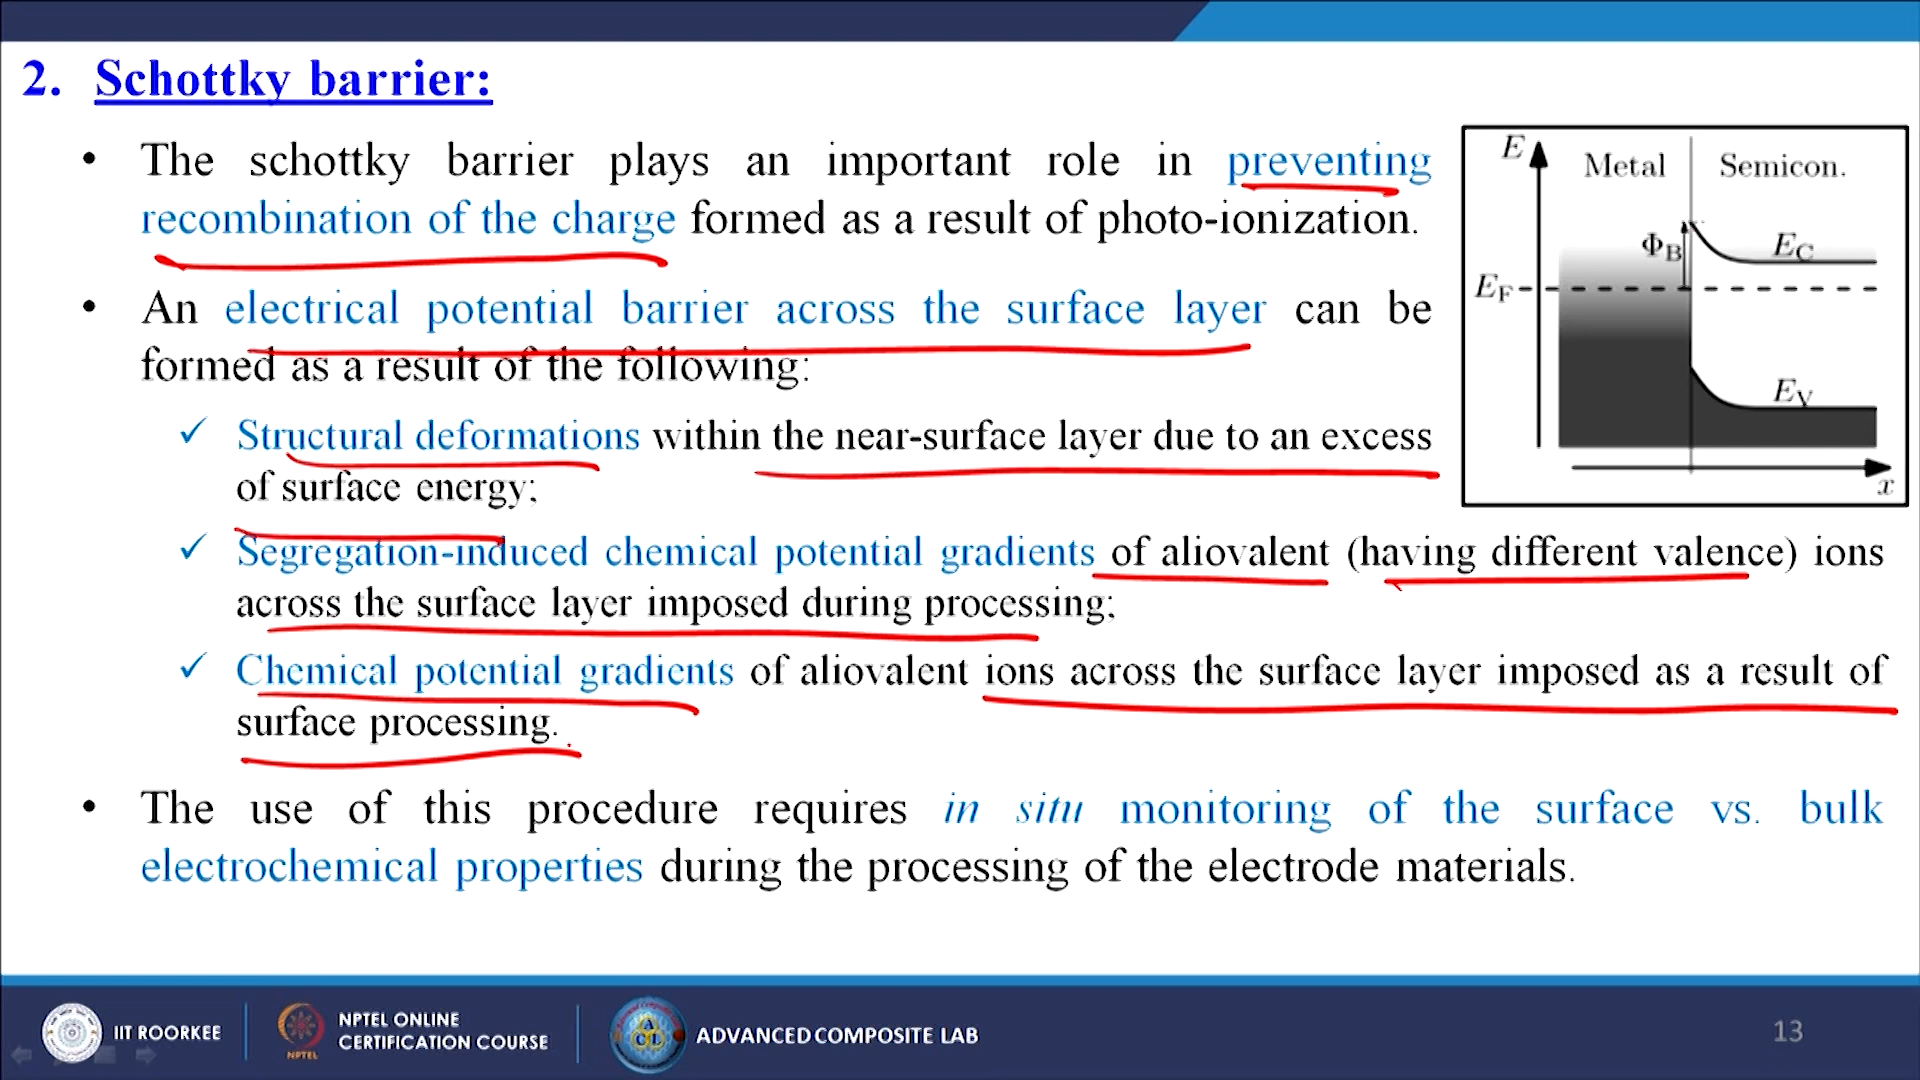 2. Schottky barrier:
• The schottky barrier plays an important role in preventing
recombination of the charge formed as a result of photo-ionization.
• An electrical potential barrier across the surface layer can be
formed as a result of the following:
✓ Structural deformations within the near-surface layer due to an excess
of surface energy;
✓ Segregation-induced chemical potential gradients of aliovalent (having different valence) ions
across the surface layer imposed during processing;
✓ Chemical potential gradients of aliovalent ions across the surface layer imposed as a result of
surface processing.
• The use of this procedure requires in situ monitoring of the surface vs. bulk
electrochemical properties during the processing of the electrode materials.
E
Metal
Semicon.
ΦB
EC
EF
EV
x
IIT ROORKEE
NPTEL
NPTEL ONLINE
CERTIFICATION COURSE
ADVANCED COMPOSITE LAB
13